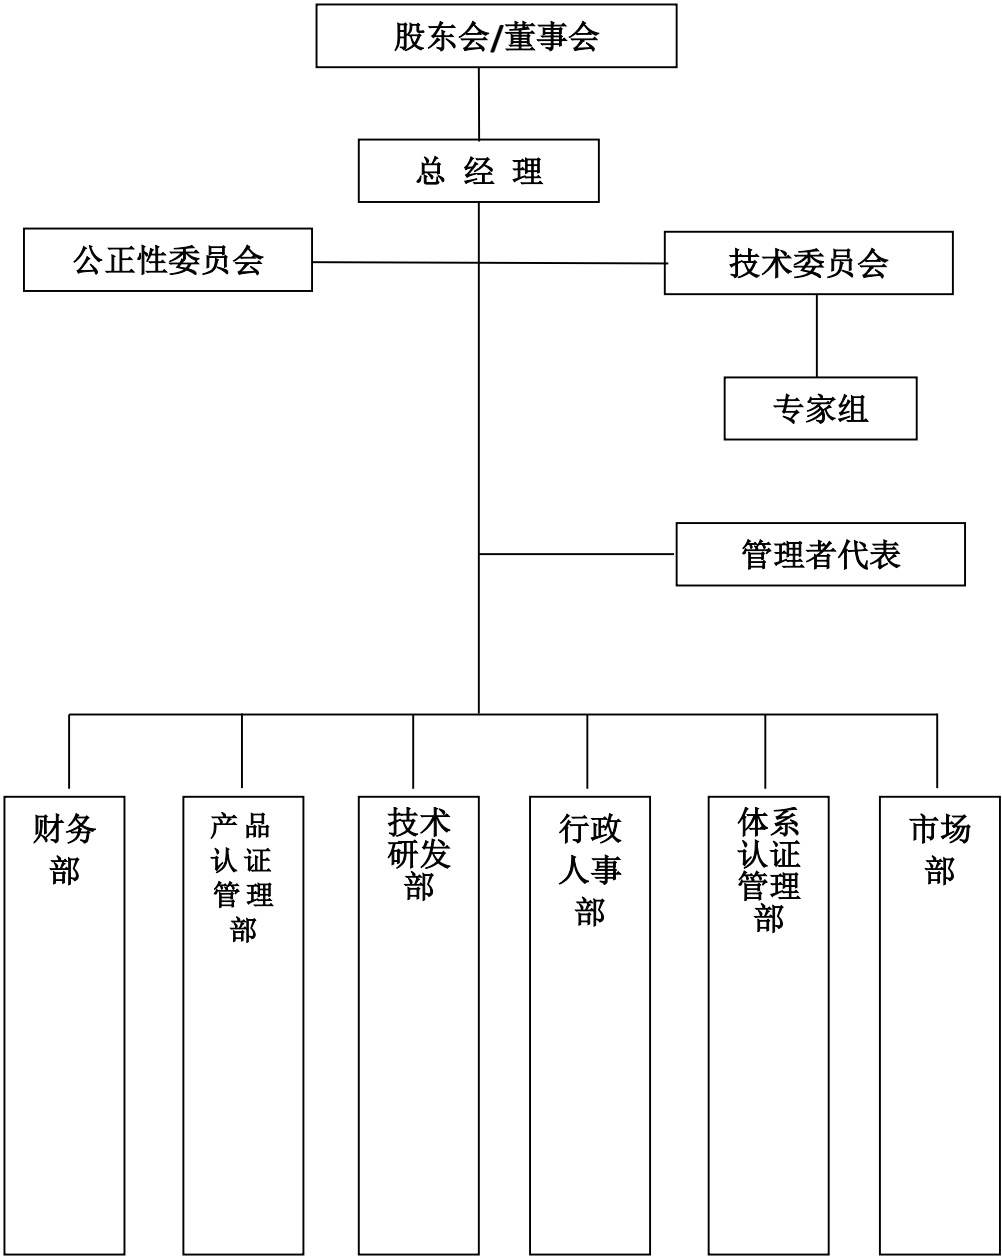 股东会/董事会
总 经 理
公正性委员会
技术委员会
专家组
管理者代表
财务
部
产品
认证
管理
部
技术
研发
部
行政
人事
部
体系
认证
管理
部
市场
部